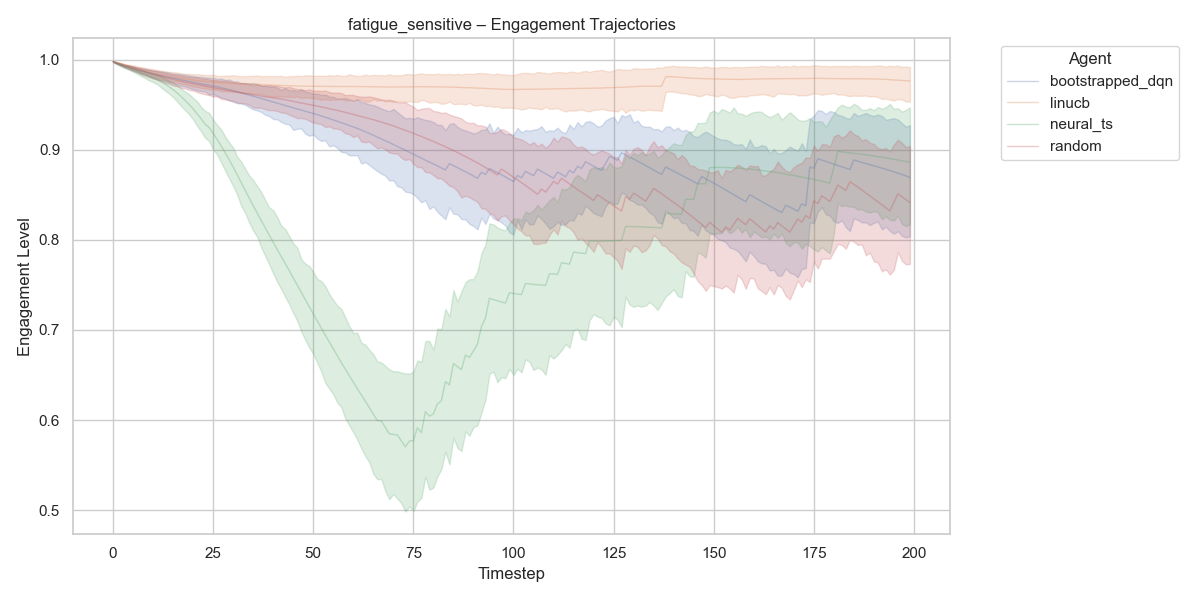 fatigue_sensitive – Engagement Trajectories
Agent
bootstrapped_dqn
linucb
neural_ts
random
Engagement Level
1.0
0.9
0.8
0.7
0.6
0.5
0 25 50 75 100 125 150 175 200
Timestep